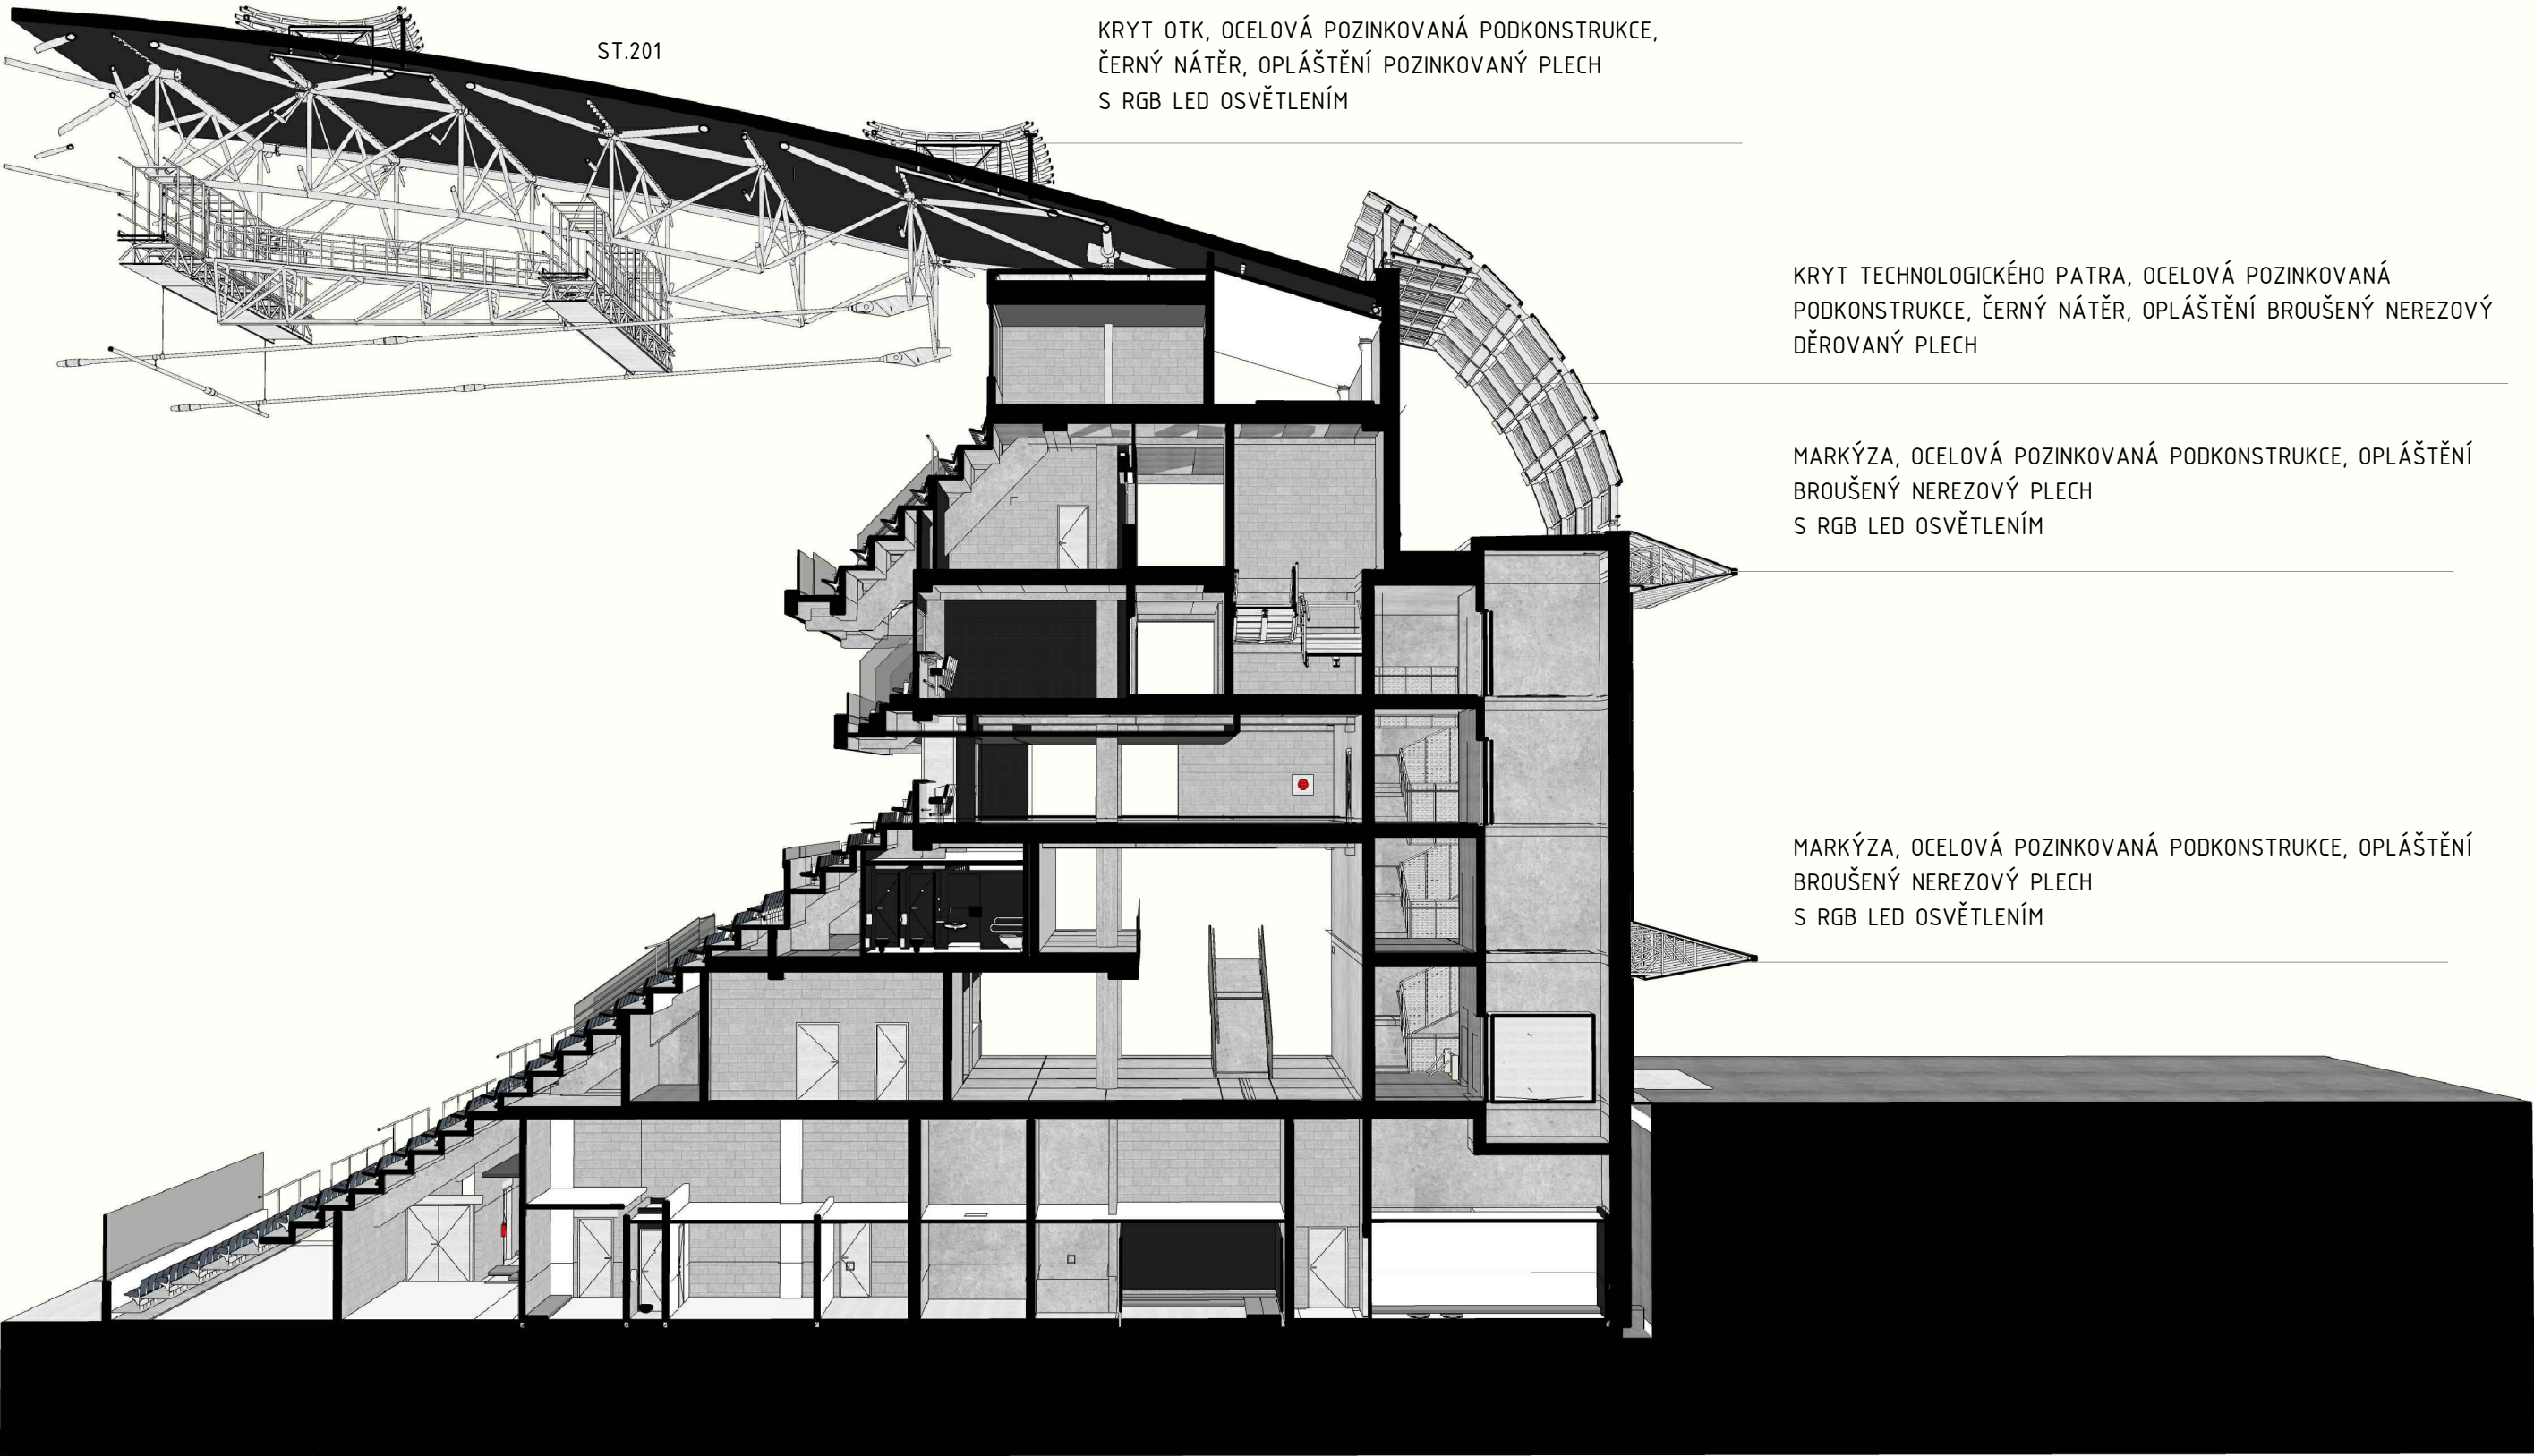 ST.201
KRYT OTK, OCELOVÁ POZINKOVANÁ PODKONSTRUKCE,
ČERNÝ NÁTĚR, OPLÁŠTĚNÍ POZINKOVANÝ PLECH
S RGB LED OSVĚTLENÍM
KRYT TECHNOLOGICKÉHO PATRA, OCELOVÁ POZINKOVANÁ
PODKONSTRUKCE, ČERNÝ NÁTĚR, OPLÁŠTĚNÍ BROUŠENÝ NEREZOVÝ
DĚROVANÝ PLECH
MARKÝZA, OCELOVÁ POZINKOVANÁ PODKONSTRUKCE, OPLÁŠTĚNÍ
BROUŠENÝ NEREZOVÝ PLECH
S RGB LED OSVĚTLENÍM
MARKÝZA, OCELOVÁ POZINKOVANÁ PODKONSTRUKCE, OPLÁŠTĚNÍ
BROUŠENÝ NEREZOVÝ PLECH
S RGB LED OSVĚTLENÍM